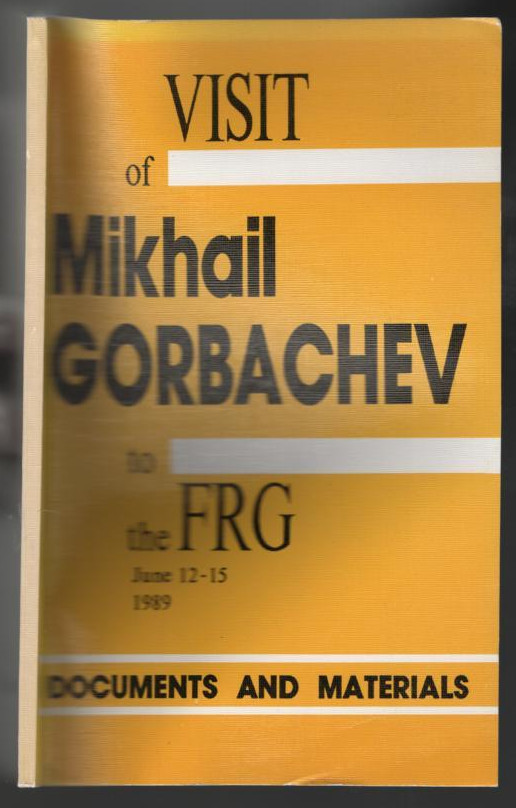 VISIT
of
Mikhail
GORBACHEV
to
the FRG
June 12-15
1989
DOCUMENTS AND MATERIALS